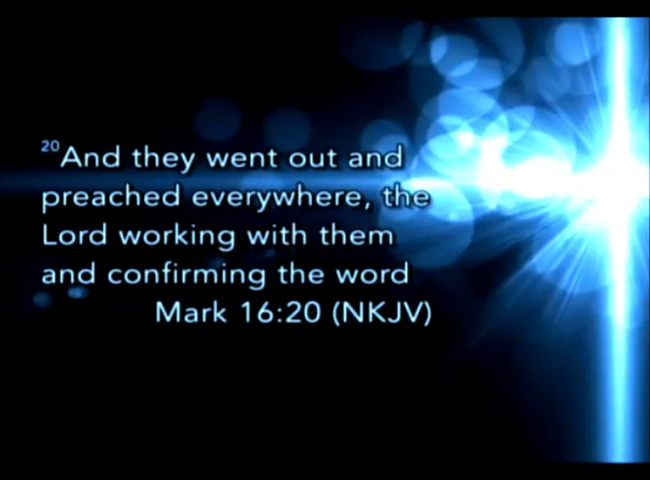 20And they went out and
preached everywhere, the
Lord working with them
and confirming the word
Mark 16:20 (NKJV)